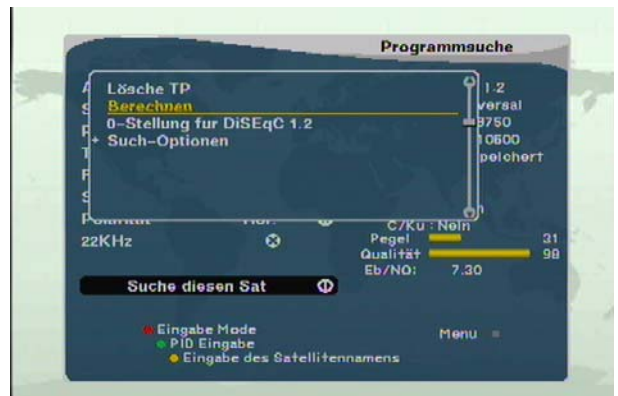 Programmsuche
Lösche TP
Berechnen
0-Stellung fur DiSEqC 1.2
+ Such-Optionen
1.2
versal
9750
10600
peichert
Polarität Hor.
C/Ku : Nein
22KHz
Pegel 31
Qualität 98
Eb/NO: 7.30
Suche diesen Sat
Eingabe Mode
PID Eingabe
Menu
Eingabe des Satellitennamens